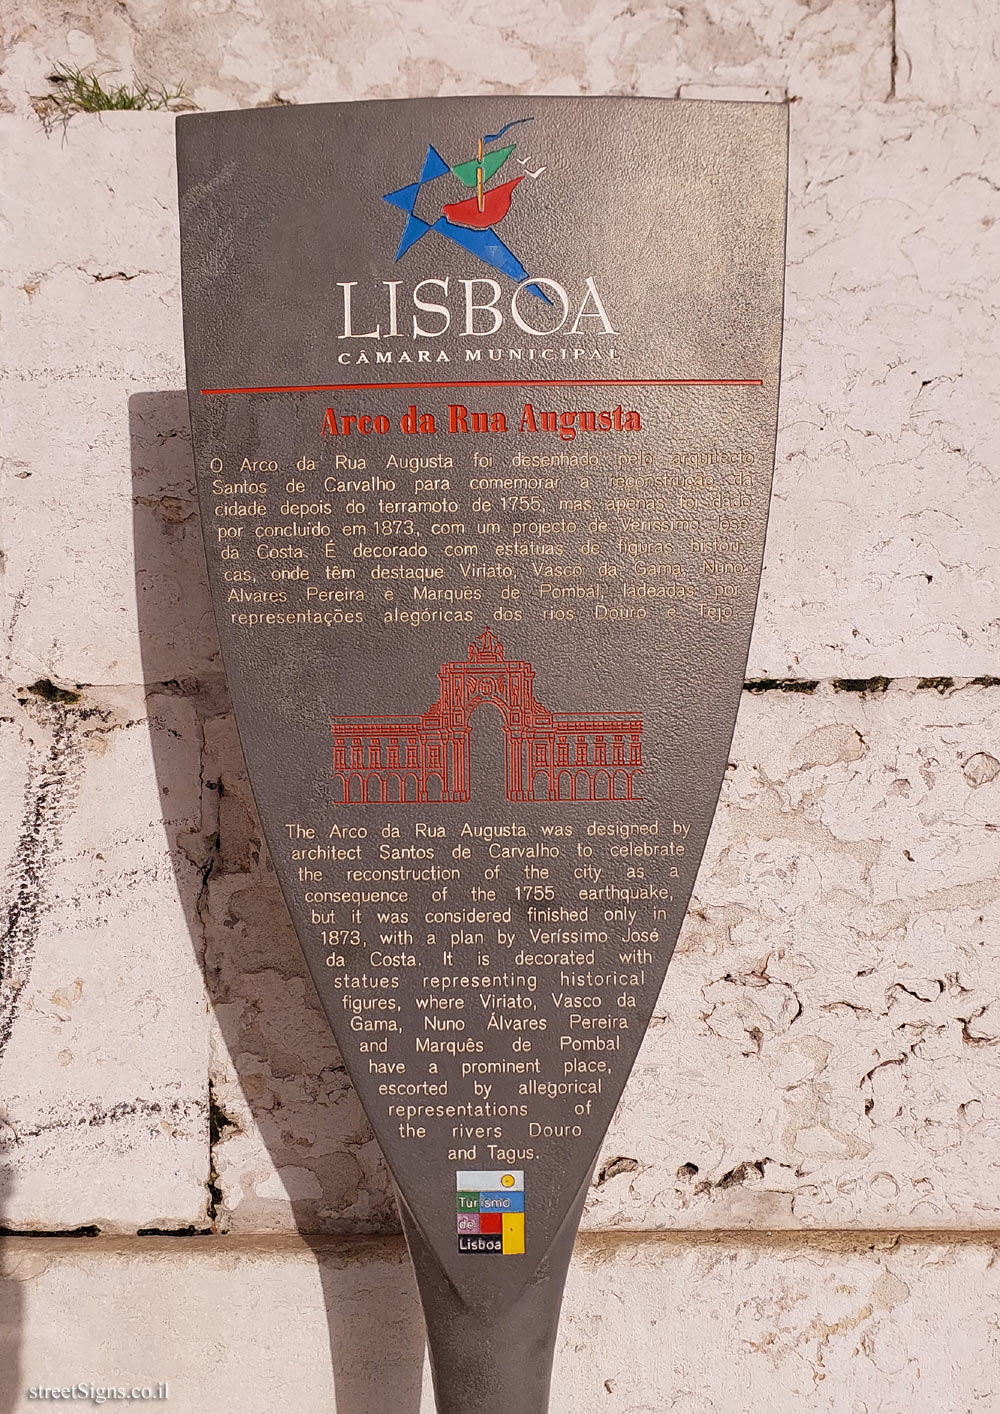 LISBOA
CÂMARA MUNICIPAL
Arco da Rua Augusta
O Arco da Rua Augusta foi desenhado pelo arquitecto
Santos de Carvalho para comemorar a reconstrução da
cidade depois do terramoto de 1755, mas apenas foi dado
por concluído em 1873, com um projecto de Veríssimo José
da Costa. É decorado com estátuas de figuras históri-
cas, onde têm destaque Viriato, Vasco da Gama, Nuno
Álvares Pereira e Marquês de Pombal, ladeadas por
representações alegóricas dos rios Douro e Tejo.
The Arco da Rua Augusta was designed by
architect Santos de Carvalho to celebrate
the reconstruction of the city as a
consequence of the 1755 earthquake,
but it was considered finished only in
1873, with a plan by Veríssimo José
da Costa. It is decorated with
statues representing historical
figures, where Viriato, Vasco da
Gama, Nuno Álvares Pereira
and Marquês de Pombal
have a prominent place,
escorted by allegorical
representations of
the rivers Douro
and Tagus.
Turismo
de
Lisboa
streetSigns.co.il